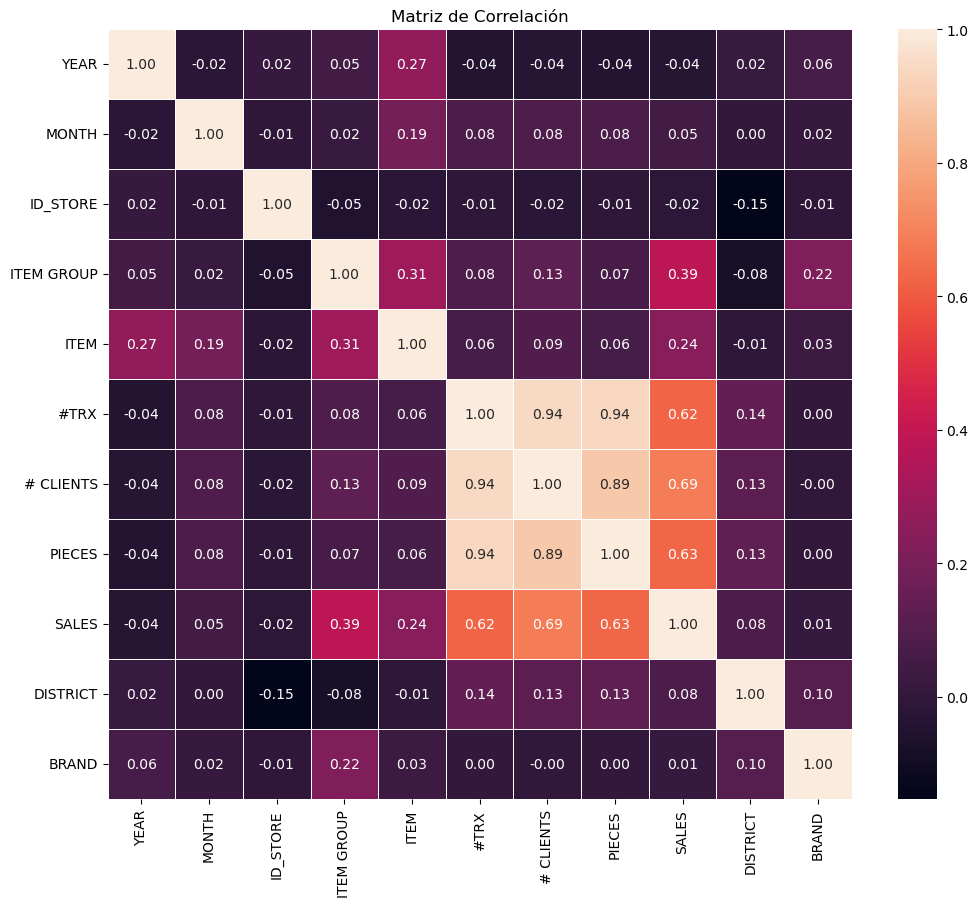 Matriz de Correlación
YEAR 1.00 -0.02 0.02 0.05 0.27 -0.04 -0.04 -0.04 -0.04 0.02 0.06
MONTH -0.02 1.00 -0.01 0.02 0.19 0.08 0.08 0.08 0.05 0.00 0.02
ID_STORE 0.02 -0.01 1.00 -0.05 -0.02 -0.01 -0.02 -0.01 -0.02 -0.15 -0.01
ITEM GROUP 0.05 0.02 -0.05 1.00 0.31 0.08 0.13 0.07 0.39 -0.08 0.22
ITEM 0.27 0.19 -0.02 0.31 1.00 0.06 0.09 0.06 0.24 -0.01 0.03
#TRX -0.04 0.08 -0.01 0.08 0.06 1.00 0.94 0.94 0.62 0.14 0.00
# CLIENTS -0.04 0.08 -0.02 0.13 0.09 0.94 1.00 0.89 0.69 0.13 -0.00
PIECES -0.04 0.08 -0.01 0.07 0.06 0.94 0.89 1.00 0.63 0.13 0.00
SALES -0.04 0.05 -0.02 0.39 0.24 0.62 0.69 0.63 1.00 0.08 0.01
DISTRICT 0.02 0.00 -0.15 -0.08 -0.01 0.14 0.13 0.13 0.08 1.00 0.10
BRAND 0.06 0.02 -0.01 0.22 0.03 0.00 -0.00 0.00 0.01 0.10 1.00
YEAR
MONTH
ID_STORE
ITEM GROUP
ITEM
#TRX
# CLIENTS
PIECES
SALES
DISTRICT
BRAND
1.0
0.8
0.6
0.4
0.2
0.0